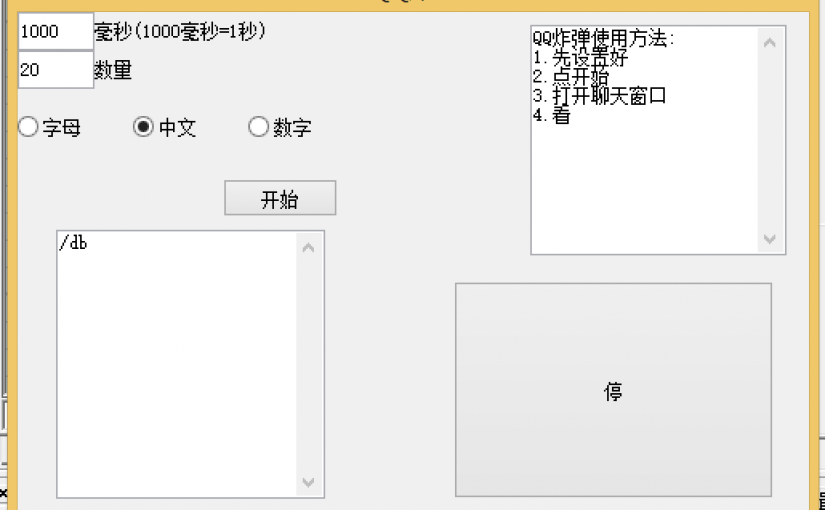 1000 毫秒(1000毫秒=1秒)
20 数量
字母 中文 数字
开始
/db
QQ炸弹使用方法:
1.先设置好
2.点开始
3.打开聊天窗口
4.看
停